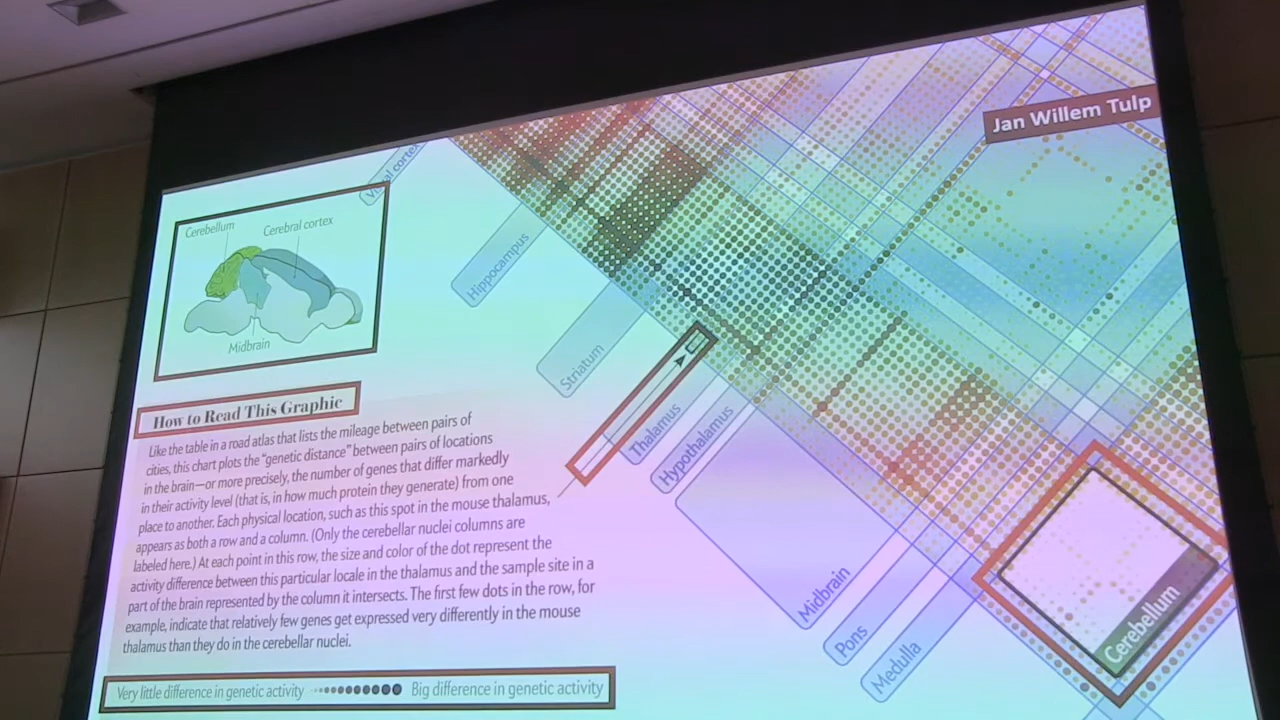 Jan Willem Tulp
Visual cortex
Cerebellum
Cerebral cortex
Midbrain
Hippocampus
Striatum
Thalamus
Hypothalamus
Midbrain
Pons
Medulla
Cerebellum
How to Read This Graphic
Like the table in a road atlas that lists the mileage between pairs of
cities, this chart plots the “genetic distance” between pairs of locations
in the brain—or more precisely, the number of genes that differ markedly
in their activity level (that is, in how much protein they generate) from one
place to another. Each physical location, such as this spot in the mouse thalamus,
appears as both a row and a column. (Only the cerebellar nuclei columns are
labeled here.) At each point in this row, the size and color of the dot represent the
activity difference between this particular locale in the thalamus and the sample site in a
part of the brain represented by the column it intersects. The first few dots in the row, for
example, indicate that relatively few genes get expressed very differently in the mouse
thalamus than they do in the cerebellar nuclei.
Very little difference in genetic activity
Big difference in genetic activity